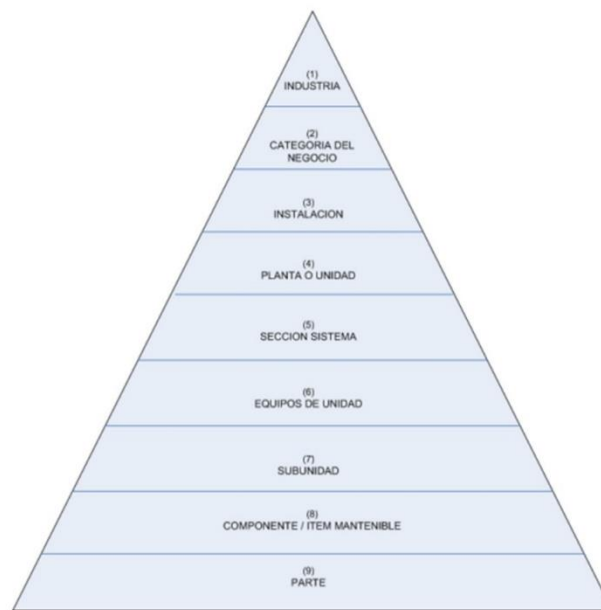 (1)
INDUSTRIA
(2)
CATEGORIA DEL
NEGOCIO
(3)
INSTALACION
(4)
PLANTA O UNIDAD
(5)
SECCION SISTEMA
(6)
EQUIPOS DE UNIDAD
(7)
SUBUNIDAD
(8)
COMPONENTE / ITEM MANTENIBLE
(9)
PARTE